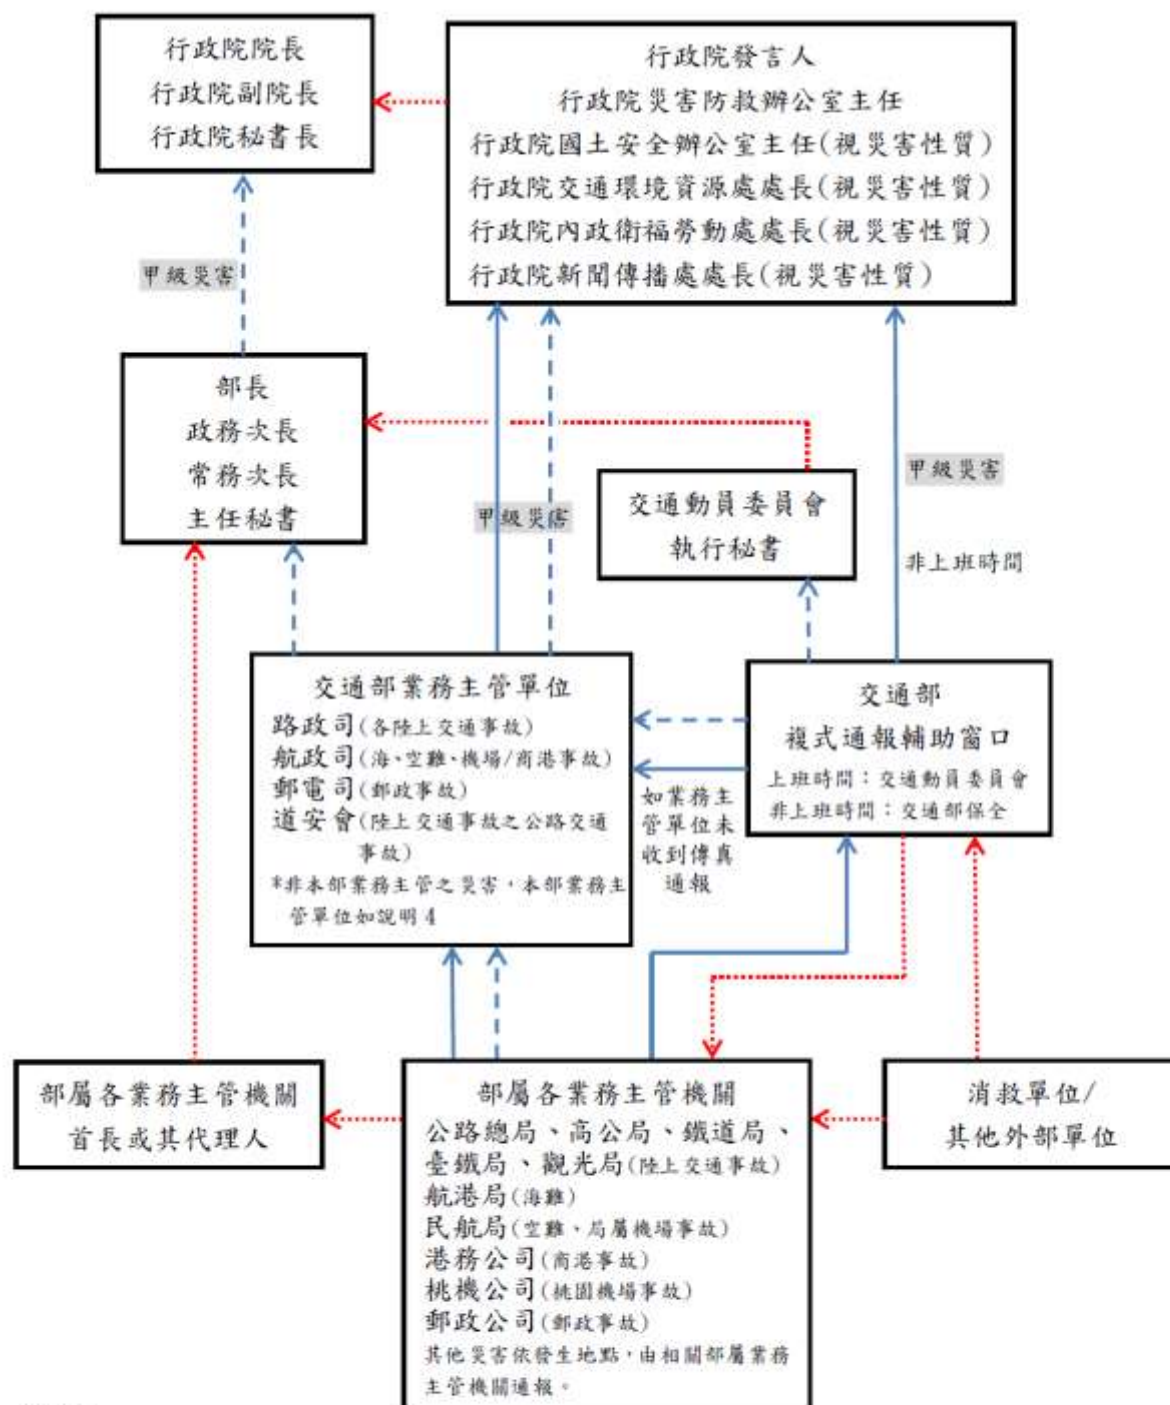 行政院院長
行政院副院長
行政院秘書長
行政院發言人
行政院災害防救辦公室主任
行政院國土安全辦公室主任(視災害性質)
行政院交通環境資源處處長(視災害性質)
行政院內政衛福勞動處處長(視災害性質)
行政院新聞傳播處處長(視災害性質)
甲級災害
部長
政務次長
常務次長
主任秘書
甲級災害
交通動員委員會
執行秘書
甲級災害
非上班時間
交通部業務主管單位
路政司(各陸上交通事故)
航政司(海、空難、機場/商港事故)
郵電司(郵政事故)
道安會(陸上交通事故之公路交通
事故)
*非本部業務主管之災害，本部業務主
管單位如說明4
交通部
複式通報輔助窗口
上班時間：交通動員委員會
非上班時間：交通部保全
如業務主
管單位未
收到傳真
通報
部屬各業務主管機關
首長或其代理人
部屬各業務主管機關
公路總局、高公局、鐵道局、
臺鐵局、觀光局(陸上交通事故)
航港局(海難)
民航局(空難、局屬機場事故)
港務公司(商港事故)
桃機公司(桃園機場事故)
郵政公司(郵政事故)
其他災害依發生地點，由相關部屬業務
主管機關通報。
消救單位/
其他外部單位